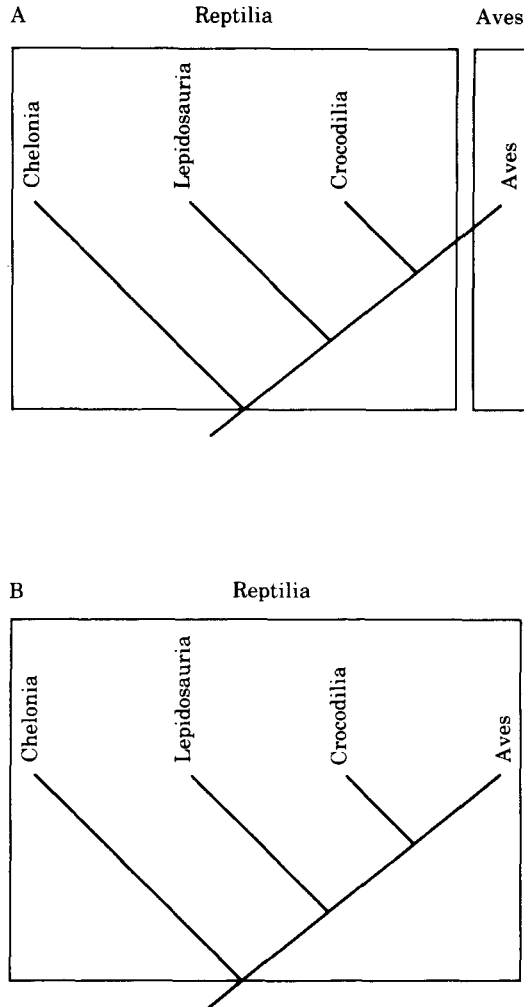 A Reptilia Aves
Chelonia
Lepidosauria
Crocodilia
Aves
B Reptilia
Chelonia
Lepidosauria
Crocodilia
Aves